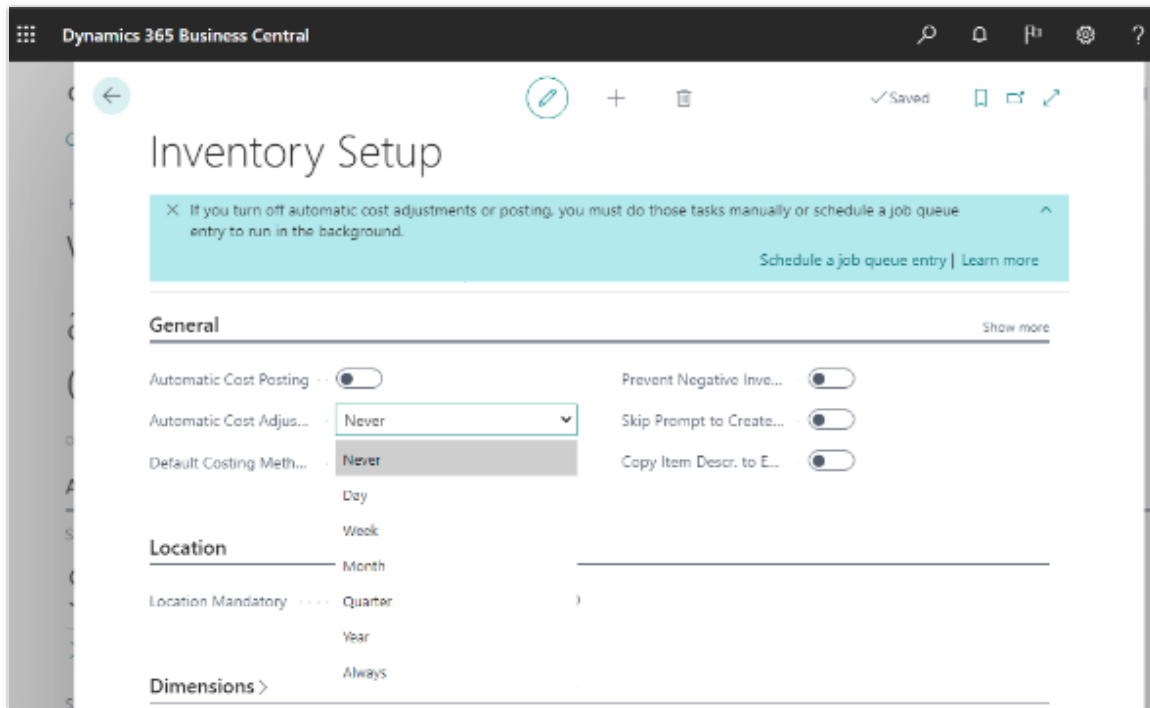 Dynamics 365 Business Central
?
Saved
Inventory Setup
If you turn off automatic cost adjustments or posting, you must do those tasks manually or schedule a job queue
entry to run in the background.
Schedule a job queue entry | Learn more
General
Show more
Automatic Cost Posting
Prevent Negative Inve...
Automatic Cost Adjus...
Never
Skip Prompt to Create...
Default Costing Meth...
Never
Copy Item Descr. to E...
Day
Week
Location
Month
Location Mandatory
Quarter
Year
Always
Dimensions